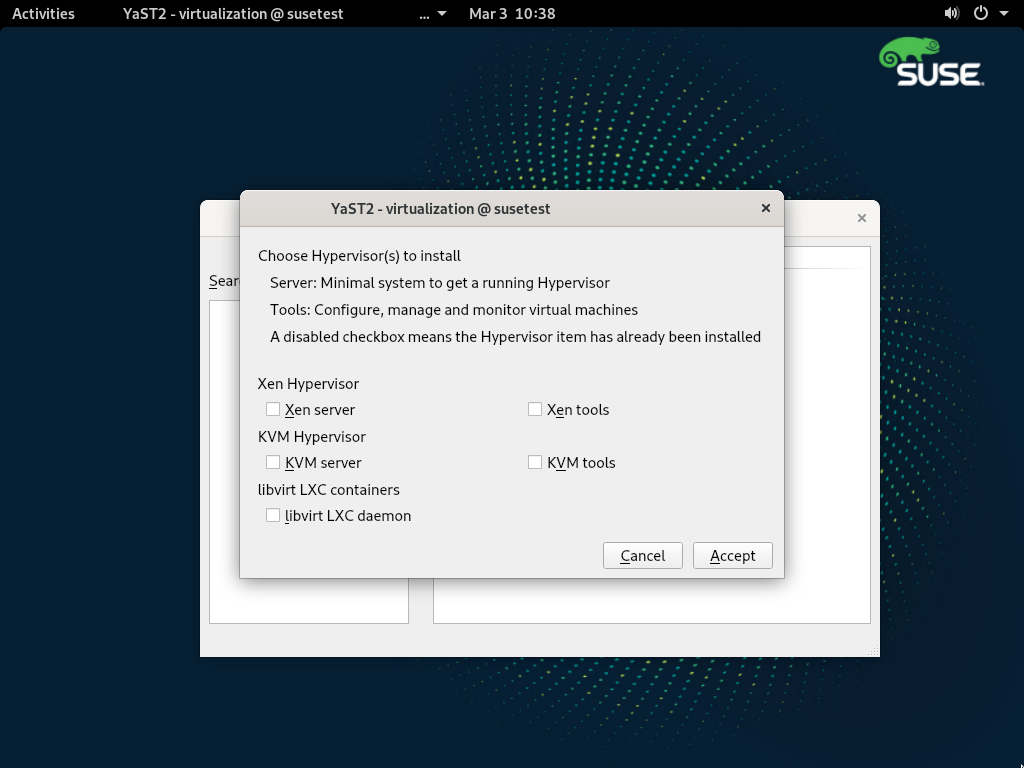 Activities YaST2 - virtualization @ susetest ... Mar 3 10:38
SUSE
YaST2 - virtualization @ susetest
Choose Hypervisor(s) to install
Server: Minimal system to get a running Hypervisor
Tools: Configure, manage and monitor virtual machines
A disabled checkbox means the Hypervisor item has already been installed
Sear
Xen Hypervisor
Xen server Xen tools
KVM Hypervisor
KVM server KVM tools
libvirt LXC containers
libvirt LXC daemon
Cancel Accept